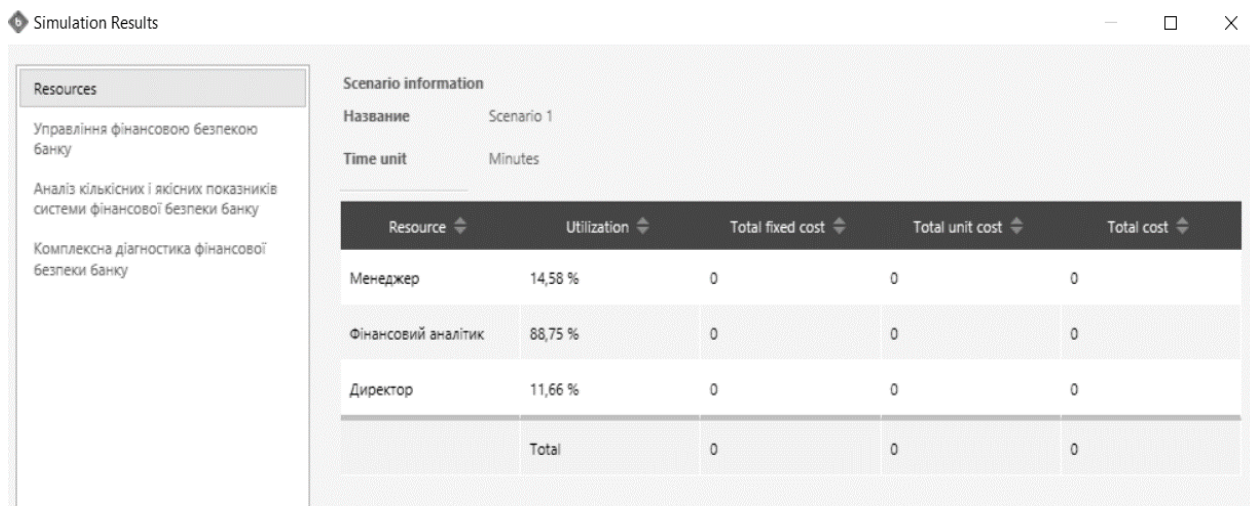 Simulation Results
Resources
Управління фінансовою безпекою
банку
Аналіз кількісних і якісних показників
системи фінансової безпеки банку
Комплексна діагностика фінансової
безпеки банку
Scenario information
Название Scenario 1
Time unit Minutes
Resource Utilization Total fixed cost Total unit cost Total cost
Менеджер 14,58 % 0 0 0
Фінансовий аналітик 88,75 % 0 0 0
Директор 11,66 % 0 0 0
Total 0 0 0